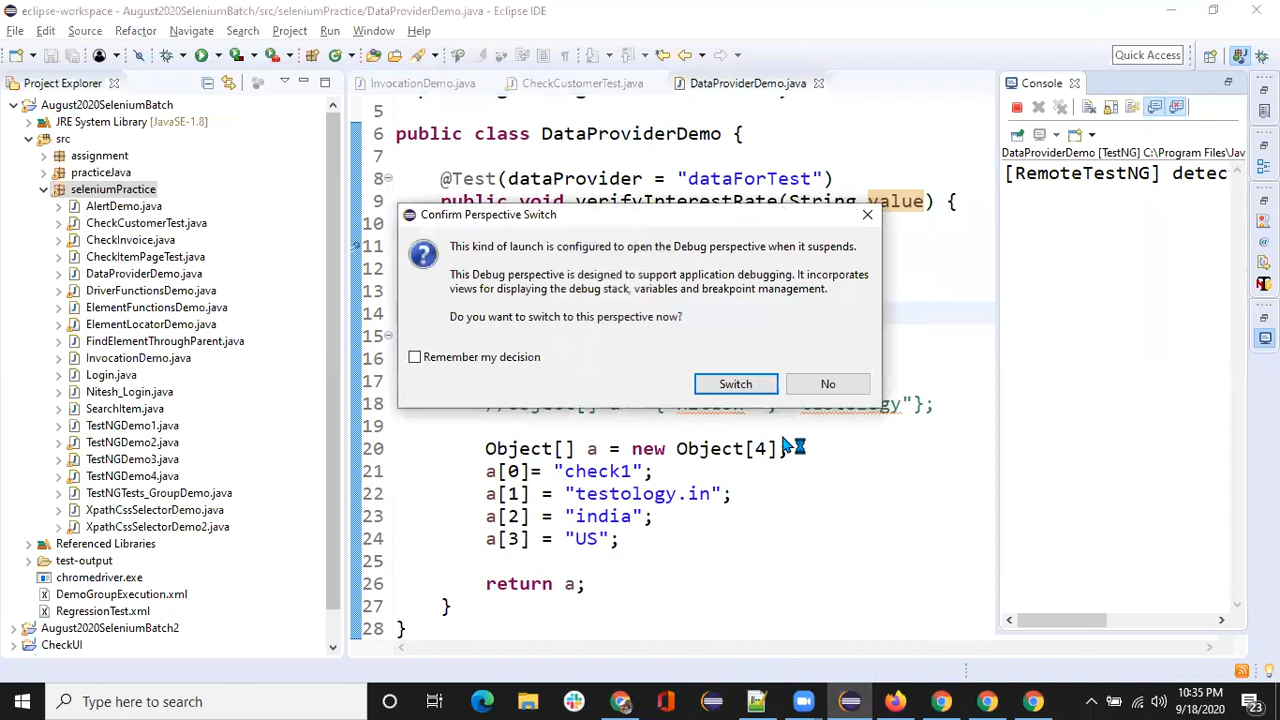 eclipse-workspace - August2020SeleniumBatch/src/seleniumPractice/DataProviderDemo.java - Eclipse IDE
File Edit Source Refactor Navigate Search Project Run Window Help
Quick Access
Project Explorer
InvocationDemo.java
CheckCustomerTest.java
DataProviderDemo.java
Console
August2020SeleniumBatch
JRE System Library [JavaSE-1.8]
src
assignment
practiceJava
seleniumPractice
AlertDemo.java
CheckCustomerTest.java
CheckInvoice.java
CheckItemPageTest.java
DataProviderDemo.java
DriverFunctionsDemo.java
ElementFunctionsDemo.java
ElementLocatorDemo.java
FindElementThroughParent.java
InvocationDemo.java
Login.java
Nitesh_Login.java
SearchItem.java
TestNGDemo1.java
TestNGDemo2.java
TestNGDemo3.java
TestNGDemo4.java
TestNGTests_GroupDemo.java
XpathCssSelectorDemo.java
XpathCssSelectorDemo2.java
Referenced Libraries
test-output
chromedriver.exe
DemoGroupExecution.xml
RegressionTest.xml
August2020SeleniumBatch2
CheckUI
5
6 public class DataProviderDemo {
7
8 @Test(dataProvider = "dataForTest")
9 public void verifyInterestRate(String value) {
10
11
12
13
14
15
16
17
18 "};
19
20 Object[] a = new Object[4];
21 a[0]= "check1";
22 a[1] = "testology.in";
23 a[2] = "india";
24 a[3] = "US";
25
26 return a;
27 }
28 }
Confirm Perspective Switch
This kind of launch is configured to open the Debug perspective when it suspends.
This Debug perspective is designed to support application debugging. It incorporates
views for displaying the debug stack, variables and breakpoint management.
Do you want to switch to this perspective now?
Remember my decision
Switch No
DataProviderDemo [TestNG] C:\Program Files\Jav
[RemoteTestNG] detec
Type here to search
10:35 PM
9/18/2020
23